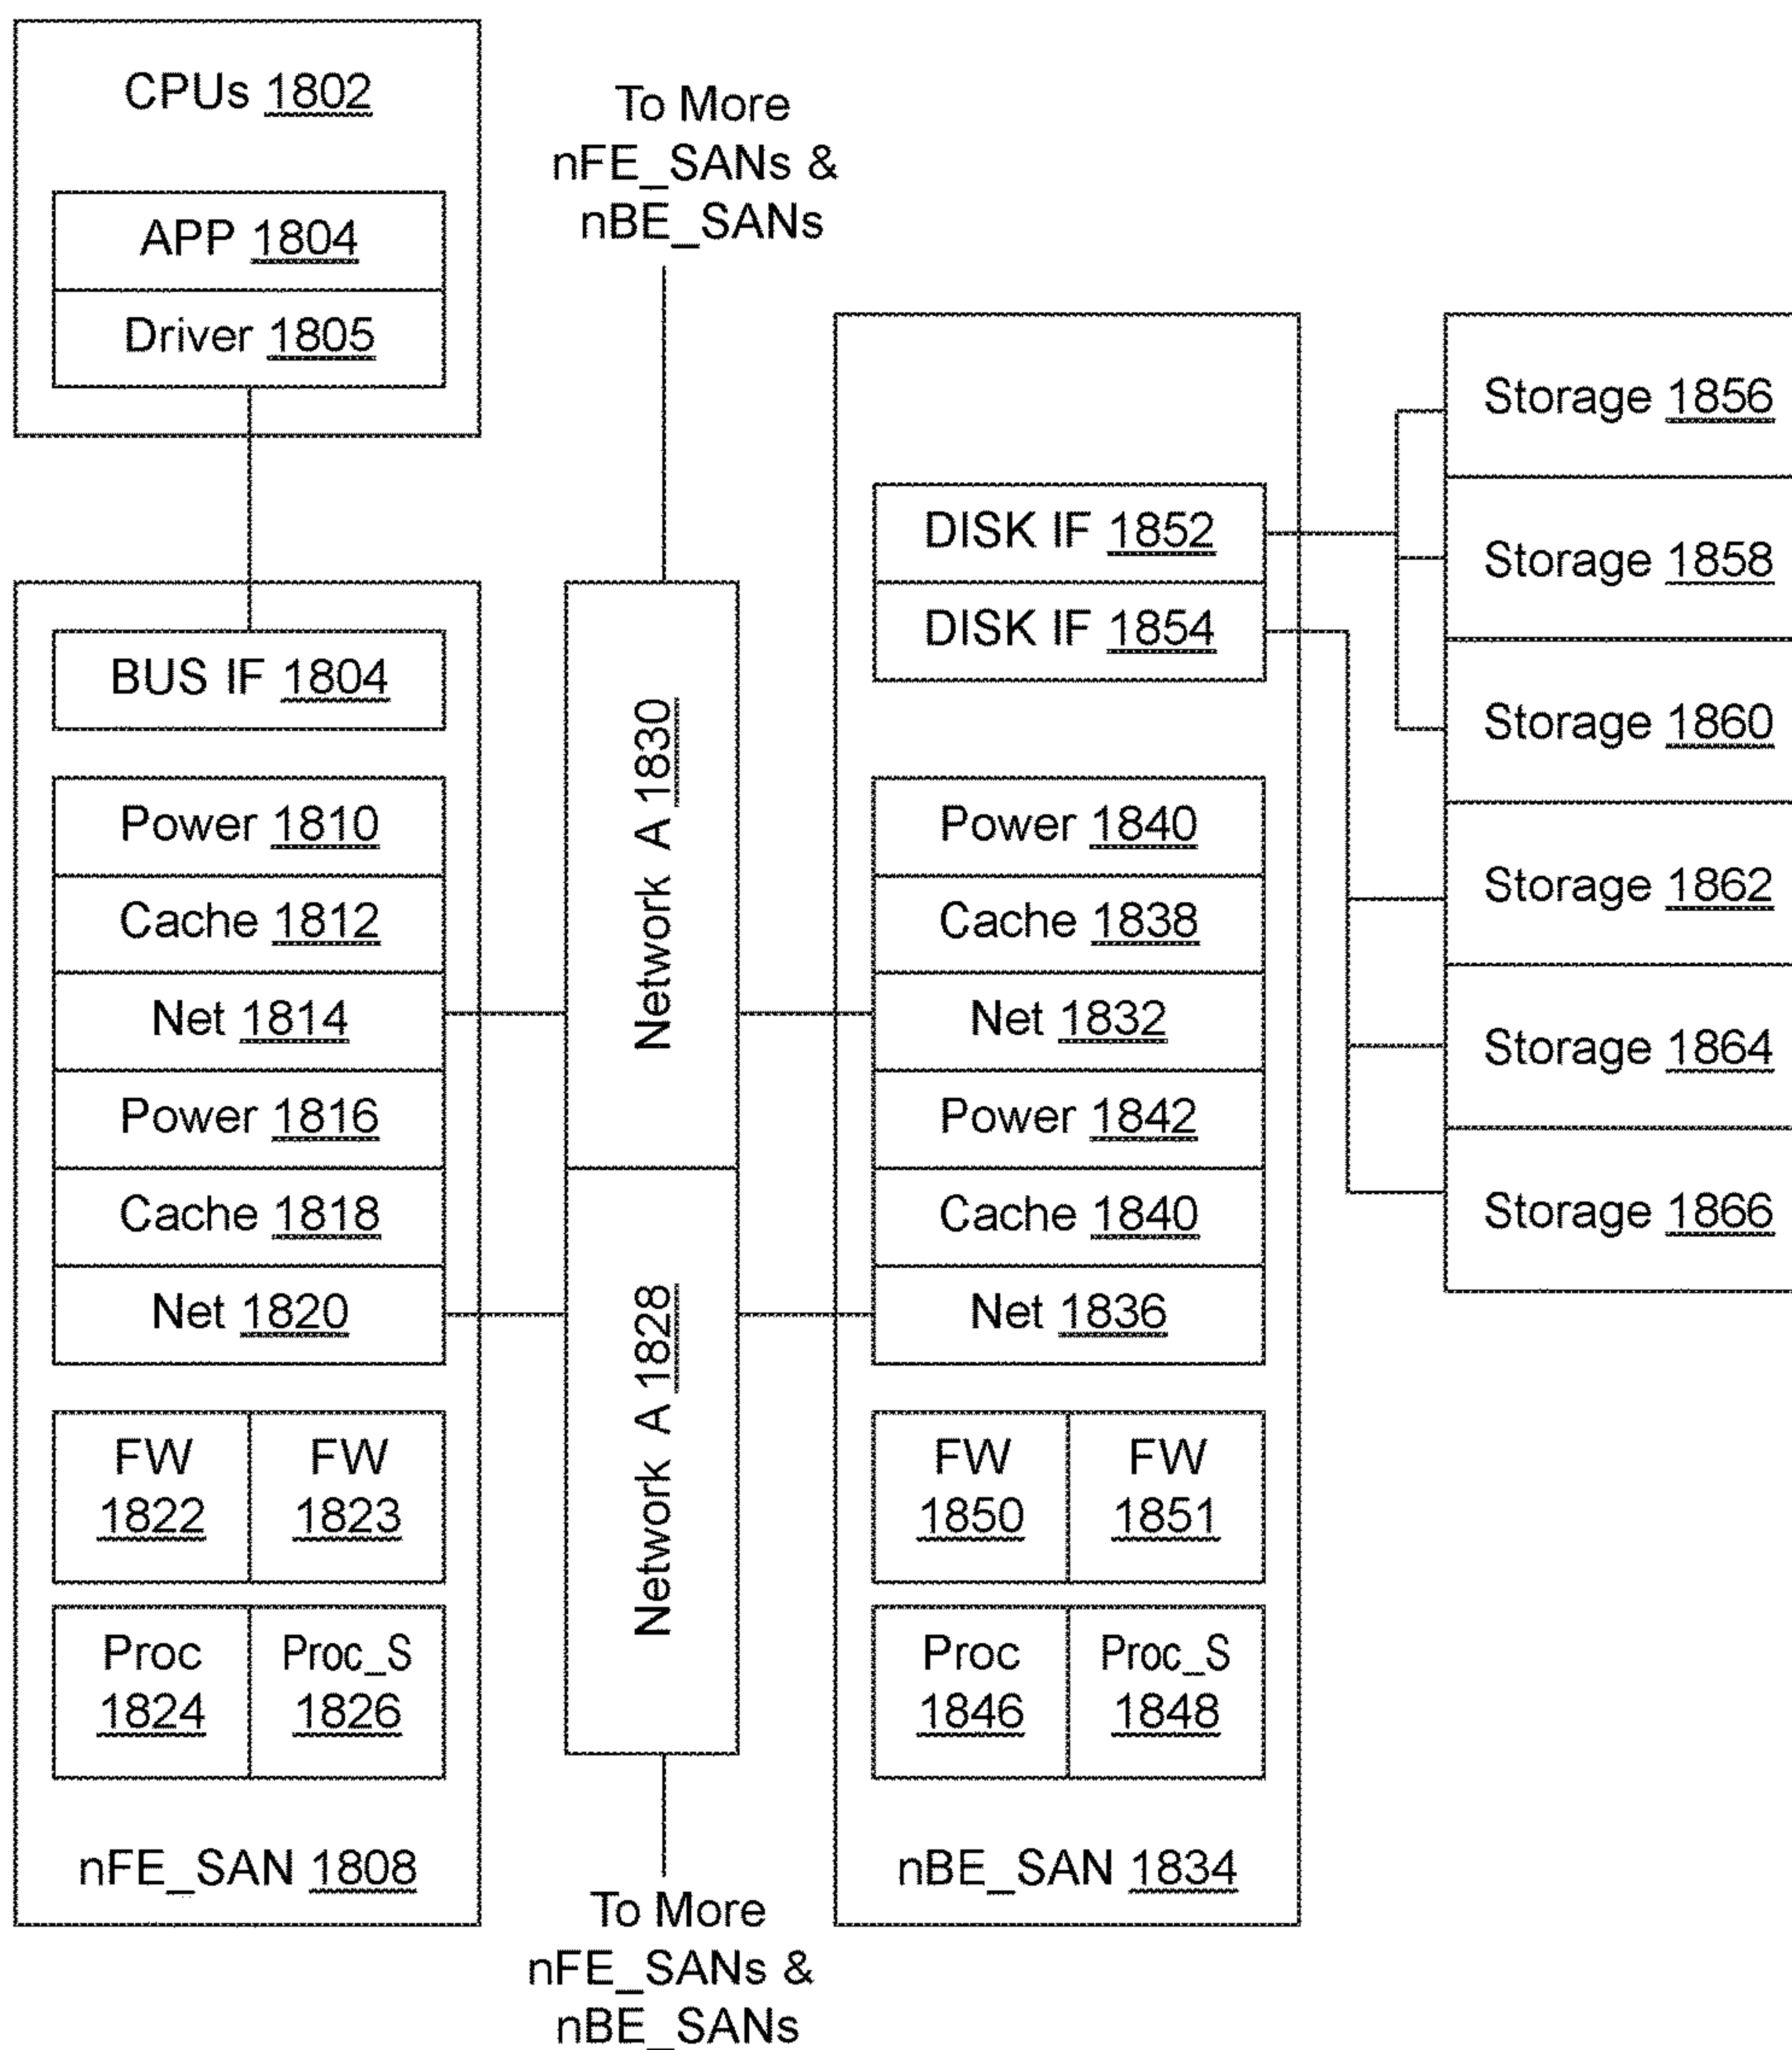 CPUs 1802
APP 1804
Driver 1805
To More
nFE_SANs &
nBE_SANs
BUS IF 1804
Power 1810
Cache 1812
Net 1814
Power 1816
Cache 1818
Net 1820
FW
1822
FW
1823
Proc
1824
Proc_S
1826
nFE_SAN 1808
Network A 1830
Network A 1828
To More
nFE_SANs &
nBE_SANs
DISK IF 1852
DISK IF 1854
Power 1840
Cache 1838
Net 1832
Power 1842
Cache 1840
Net 1836
FW
1850
FW
1851
Proc
1846
Proc_S
1848
nBE_SAN 1834
Storage 1856
Storage 1858
Storage 1860
Storage 1862
Storage 1864
Storage 1866